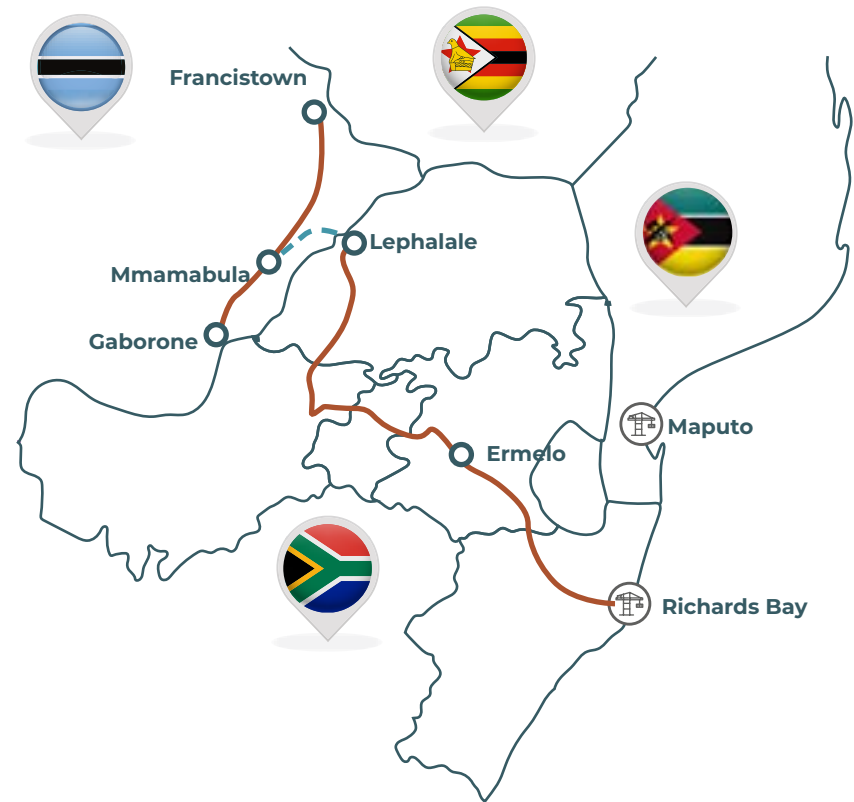 Francistown
Lephalale
Mmamabula
Gaborone
Maputo
Ermelo
Richards Bay